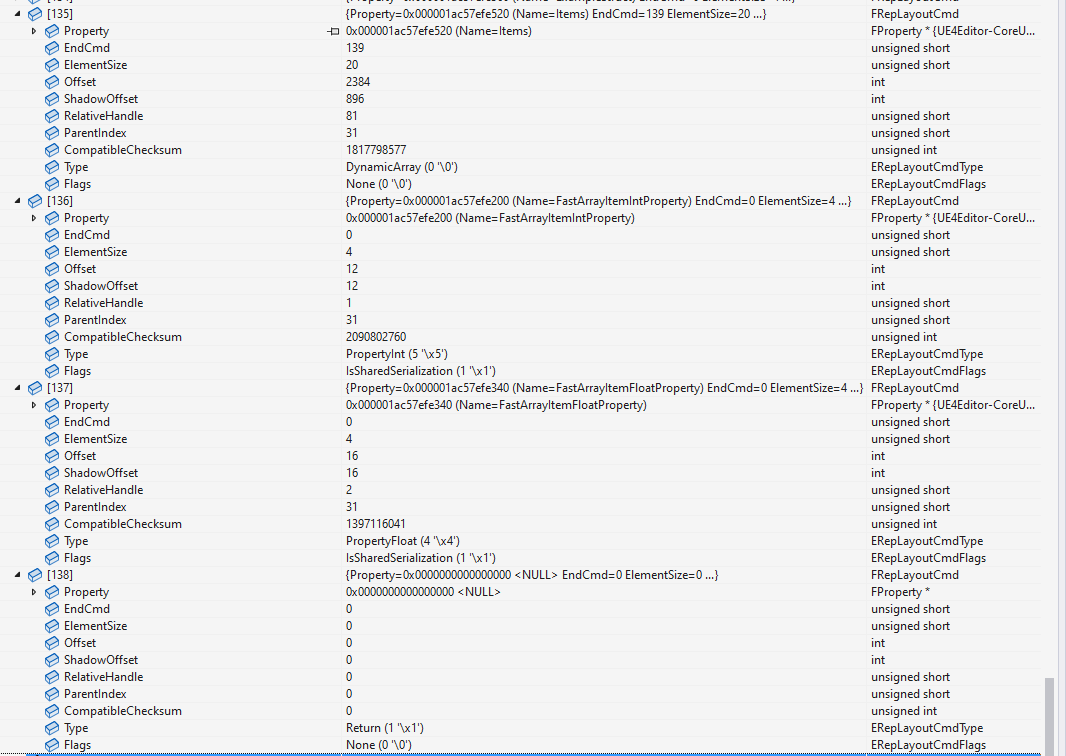 [135] {Property=0x000001ac57efe520 (Name=Items) EndCmd=139 ElementSize=20 ...} FRepLayoutCmd
Property 0x000001ac57efe520 (Name=Items) FProperty * {UE4Editor-CoreU...
EndCmd 139 unsigned short
ElementSize 20 unsigned short
Offset 2384 int
ShadowOffset 896 int
RelativeHandle 81 unsigned short
ParentIndex 31 unsigned short
CompatibleChecksum 1817798577 unsigned int
Type DynamicArray (0 '\0') ERepLayoutCmdType
Flags None (0 '\0') ERepLayoutCmdFlags
[136] {Property=0x000001ac57efe200 (Name=FastArrayItemIntProperty) EndCmd=0 ElementSize=4 ...} FRepLayoutCmd
Property 0x000001ac57efe200 (Name=FastArrayItemIntProperty) FProperty * {UE4Editor-CoreU...
EndCmd 0 unsigned short
ElementSize 4 unsigned short
Offset 12 int
ShadowOffset 12 int
RelativeHandle 1 unsigned short
ParentIndex 31 unsigned short
CompatibleChecksum 2090802760 unsigned int
Type PropertyInt (5 '\x5') ERepLayoutCmdType
Flags IsSharedSerialization (1 '\x1') ERepLayoutCmdFlags
[137] {Property=0x000001ac57efe340 (Name=FastArrayItemFloatProperty) EndCmd=0 ElementSize=4 ...} FRepLayoutCmd
Property 0x000001ac57efe340 (Name=FastArrayItemFloatProperty) FProperty * {UE4Editor-CoreU...
EndCmd 0 unsigned short
ElementSize 4 unsigned short
Offset 16 int
ShadowOffset 16 int
RelativeHandle 2 unsigned short
ParentIndex 31 unsigned short
CompatibleChecksum 1397116041 unsigned int
Type PropertyFloat (4 '\x4') ERepLayoutCmdType
Flags IsSharedSerialization (1 '\x1') ERepLayoutCmdFlags
[138] {Property=0x0000000000000000 <NULL> EndCmd=0 ElementSize=0 ...} FRepLayoutCmd
Property 0x0000000000000000 <NULL> FProperty *
EndCmd 0 unsigned short
ElementSize 0 unsigned short
Offset 0 int
ShadowOffset 0 int
RelativeHandle 0 unsigned short
ParentIndex 0 unsigned short
CompatibleChecksum 0 unsigned int
Type Return (1 '\x1') ERepLayoutCmdType
Flags None (0 '\0') ERepLayoutCmdFlags